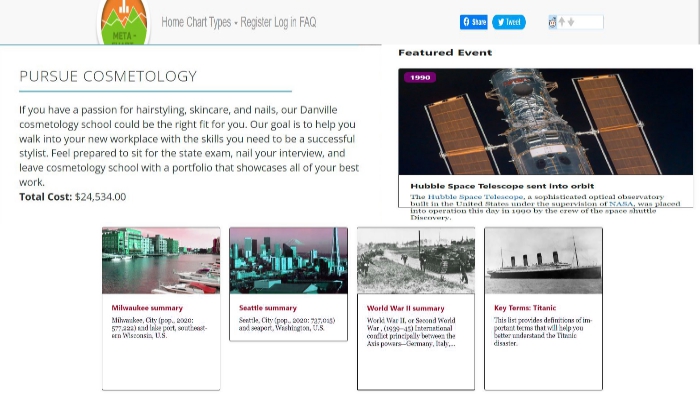 META -
Home Chart Types Register Log in FAQ
Share
Tweet
Featured Event
1990
PURSUE COSMETOLOGY
If you have a passion for hairstyling, skincare, and nails, our Danville
cosmetology school could be the right fit for you. Our goal is to help you
walk into your new workplace with the skills you need to be a successful
stylist. Feel prepared to sit for the state exam, nail your interview, and
leave cosmetology school with a portfolio that showcases all of your best
work.
Total Cost: $24,534.00
Hubble Space Telescope sent into orbit
The Hubble Space Telescope, a sophisticated optical observatory
built in the United States under the supervision of NASA, was placed
into operation this day in 1990 by the crew of the space shuttle
Discovery.
Milwaukee summary
Milwaukee, City (pop., 2020:
577,222) and lake port, southeast-
ern Wisconsin, U.S.
Seattle summary
Seattle, City (pop., 2020: 737,015)
and seaport, Washington, U.S.
World War II summary
World War II, or Second World
War , (1939–45) International
conflict principally between the
Axis powers—Germany, Italy,...
Key Terms: Titanic
This list provides definitions of im-
portant terms that will help you
better understand the Titanic
disaster.